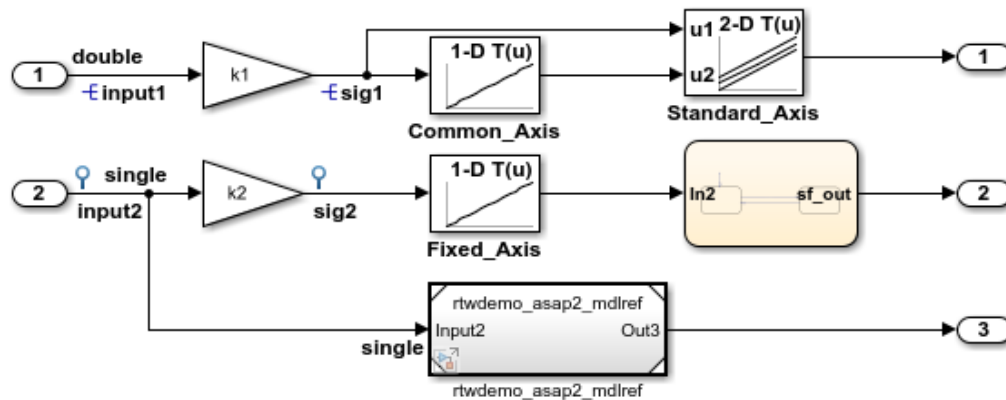 u1 2-D T(u)
double 1-D T(u)
1 k1 u2 1
input1 sig1
Common_Axis Standard_Axis
single 1-D T(u)
2 k2 In2 sf_out 2
input2 sig2
Fixed_Axis
rtwdemo_asap2_mdlref
Input2 Out3 3
single
rtwdemo_asap2_mdlref